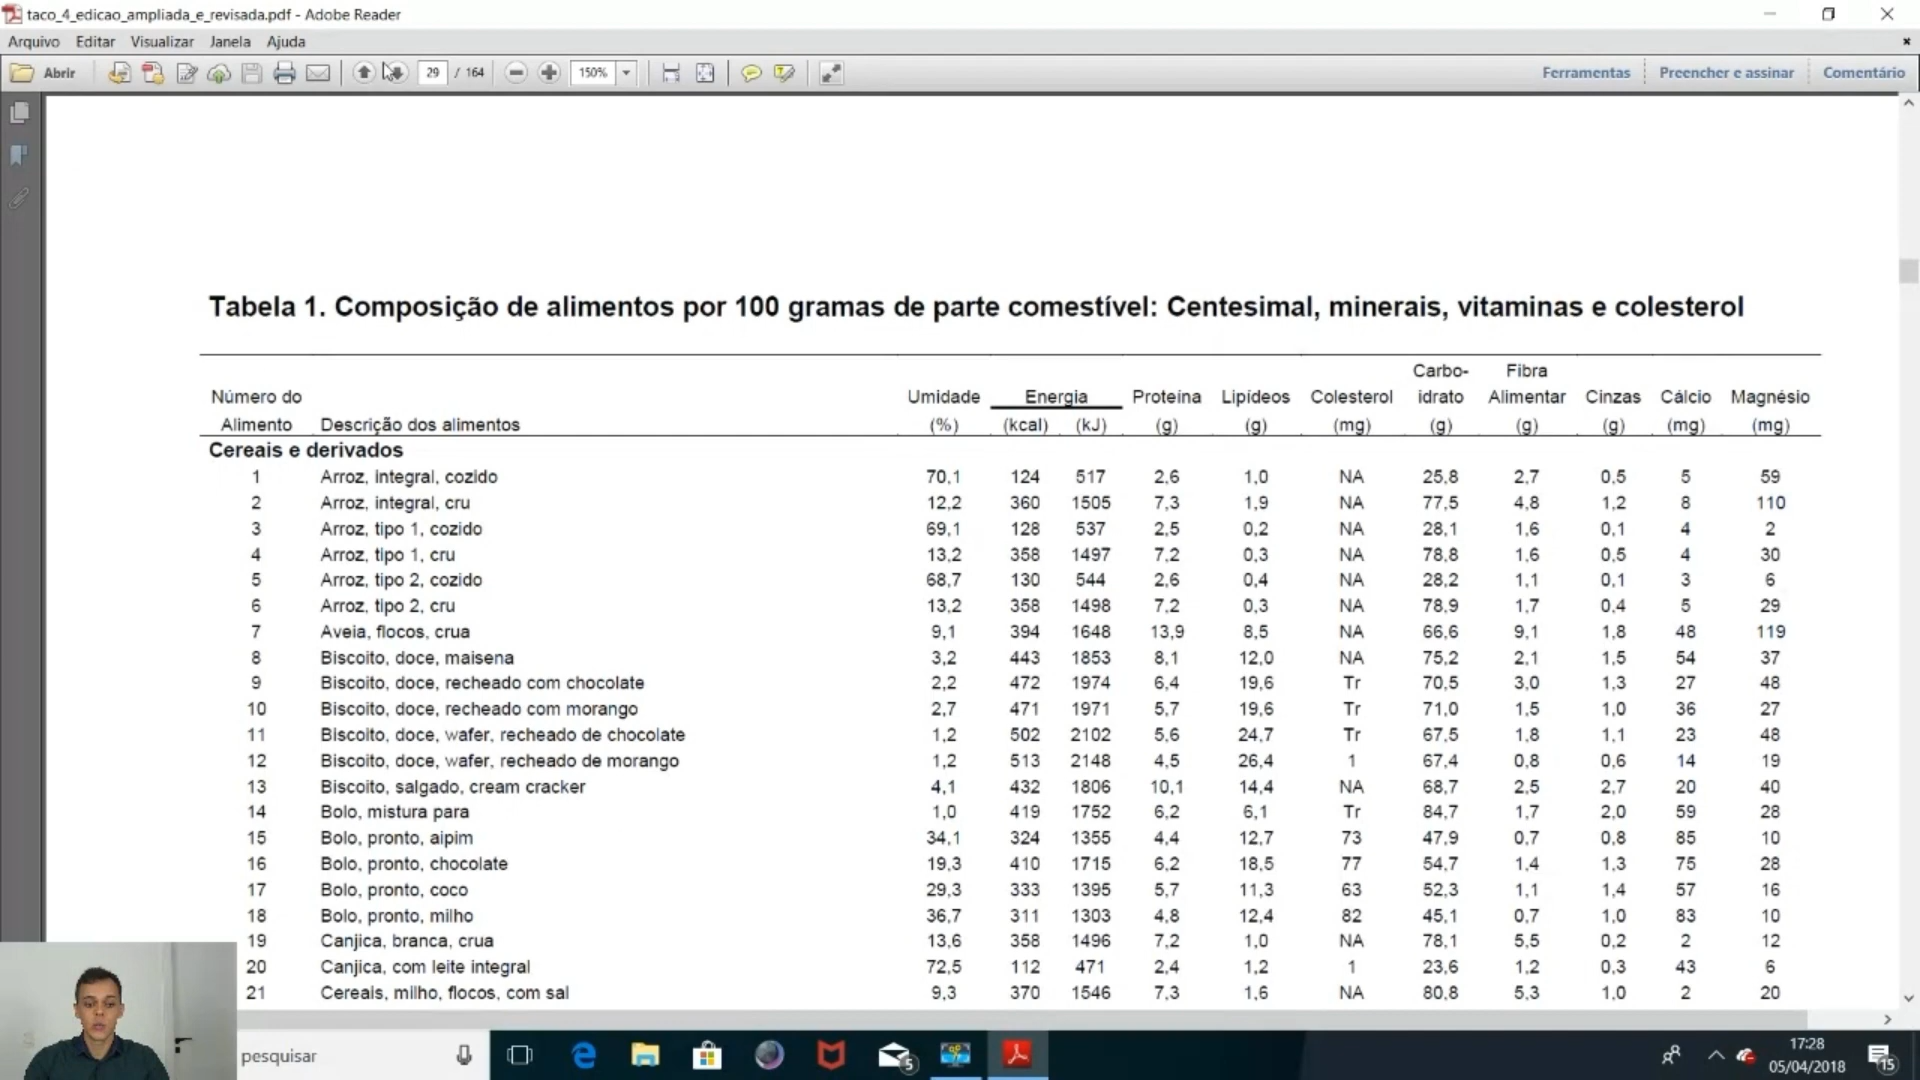 taco_4_edicao_ampliada_e_revisada.pdf - Adobe Reader
Arquivo Editar Visualizar Janela Ajuda
Abrir 29 / 164 150% Ferramentas Preencher e assinar Comentário
Tabela 1. Composição de alimentos por 100 gramas de parte comestível: Centesimal, minerais, vitaminas e colesterol
Carbo- Fibra
Número do Umidade Energia Proteína Lipídeos Colesterol idrato Alimentar Cinzas Cálcio Magnésio
Alimento Descrição dos alimentos (%) (kcal) (kJ) (g) (g) (mg) (g) (g) (g) (mg) (mg)
Cereais e derivados
1 Arroz, integral, cozido 70,1 124 517 2,6 1,0 NA 25,8 2,7 0,5 5 59
2 Arroz, integral, cru 12,2 360 1505 7,3 1,9 NA 77,5 4,8 1,2 8 110
3 Arroz, tipo 1, cozido 69,1 128 537 2,5 0,2 NA 28,1 1,6 0,1 4 2
4 Arroz, tipo 1, cru 13,2 358 1497 7,2 0,3 NA 78,8 1,6 0,5 4 30
5 Arroz, tipo 2, cozido 68,7 130 544 2,6 0,4 NA 28,2 1,1 0,1 3 6
6 Arroz, tipo 2, cru 13,2 358 1498 7,2 0,3 NA 78,9 1,7 0,4 5 29
7 Aveia, flocos, crua 9,1 394 1648 13,9 8,5 NA 66,6 9,1 1,8 48 119
8 Biscoito, doce, maisena 3,2 443 1853 8,1 12,0 NA 75,2 2,1 1,5 54 37
9 Biscoito, doce, recheado com chocolate 2,2 472 1974 6,4 19,6 Tr 70,5 3,0 1,3 27 48
10 Biscoito, doce, recheado com morango 2,7 471 1971 5,7 19,6 Tr 71,0 1,5 1,0 36 27
11 Biscoito, doce, wafer, recheado de chocolate 1,2 502 2102 5,6 24,7 Tr 67,5 1,8 1,1 23 48
12 Biscoito, doce, wafer, recheado de morango 1,2 513 2148 4,5 26,4 1 67,4 0,8 0,6 14 19
13 Biscoito, salgado, cream cracker 4,1 432 1806 10,1 14,4 NA 68,7 2,5 2,7 20 40
14 Bolo, mistura para 1,0 419 1752 6,2 6,1 Tr 84,7 1,7 2,0 59 28
15 Bolo, pronto, aipim 34,1 324 1355 4,4 12,7 73 47,9 0,7 0,8 85 10
16 Bolo, pronto, chocolate 19,3 410 1715 6,2 18,5 77 54,7 1,4 1,3 75 28
17 Bolo, pronto, coco 29,3 333 1395 5,7 11,3 63 52,3 1,1 1,4 57 16
18 Bolo, pronto, milho 36,7 311 1303 4,8 12,4 82 45,1 0,7 1,0 83 10
19 Canjica, branca, crua 13,6 358 1496 7,2 1,0 NA 78,1 5,5 0,2 2 12
20 Canjica, com leite integral 72,5 112 471 2,4 1,2 1 23,6 1,2 0,3 43 6
21 Cereais, milho, flocos, com sal 9,3 370 1546 7,3 1,6 NA 80,8 5,3 1,0 2 20
pesquisar 5 17:28
05/04/2018 15